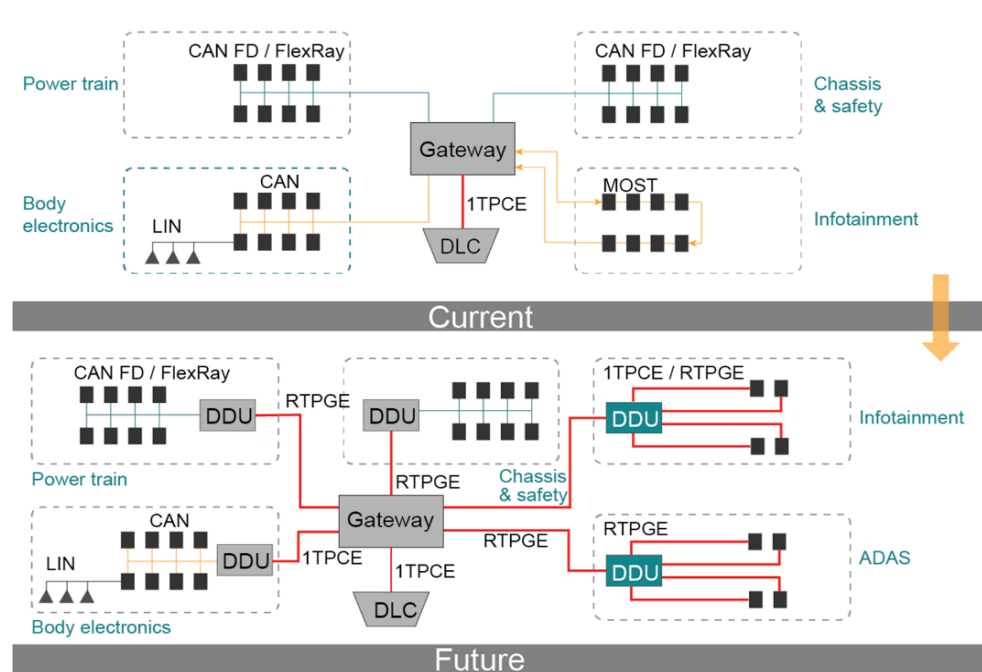 CAN FD / FlexRay
Power train
CAN FD / FlexRay
Chassis
& safety
Gateway
CAN
Body
electronics
LIN
1TPCE
DLC
MOST
Infotainment
Current
CAN FD / FlexRay
DDU
RTPGE
Power train
DDU
RTPGE
Chassis
& safety
1TPCE / RTPGE
DDU
Infotainment
Gateway
CAN
LIN
DDU
1TPCE
Body electronics
1TPCE
DLC
RTPGE
RTPGE
DDU
ADAS
Future